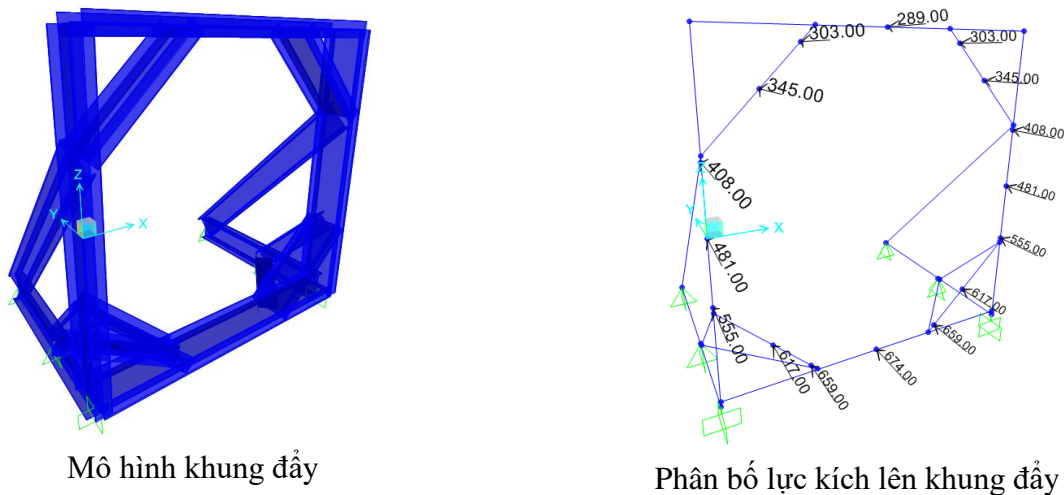 289.00
303.00
303.00
345.00
345.00
408.00
408.00
Z
Y
X
Y
X
481.00
481.00
555.00
555.00
617.00
617.00
659.00
659.00
674.00
Mô hình khung đẩy
Phân bố lực kích lên khung đẩy